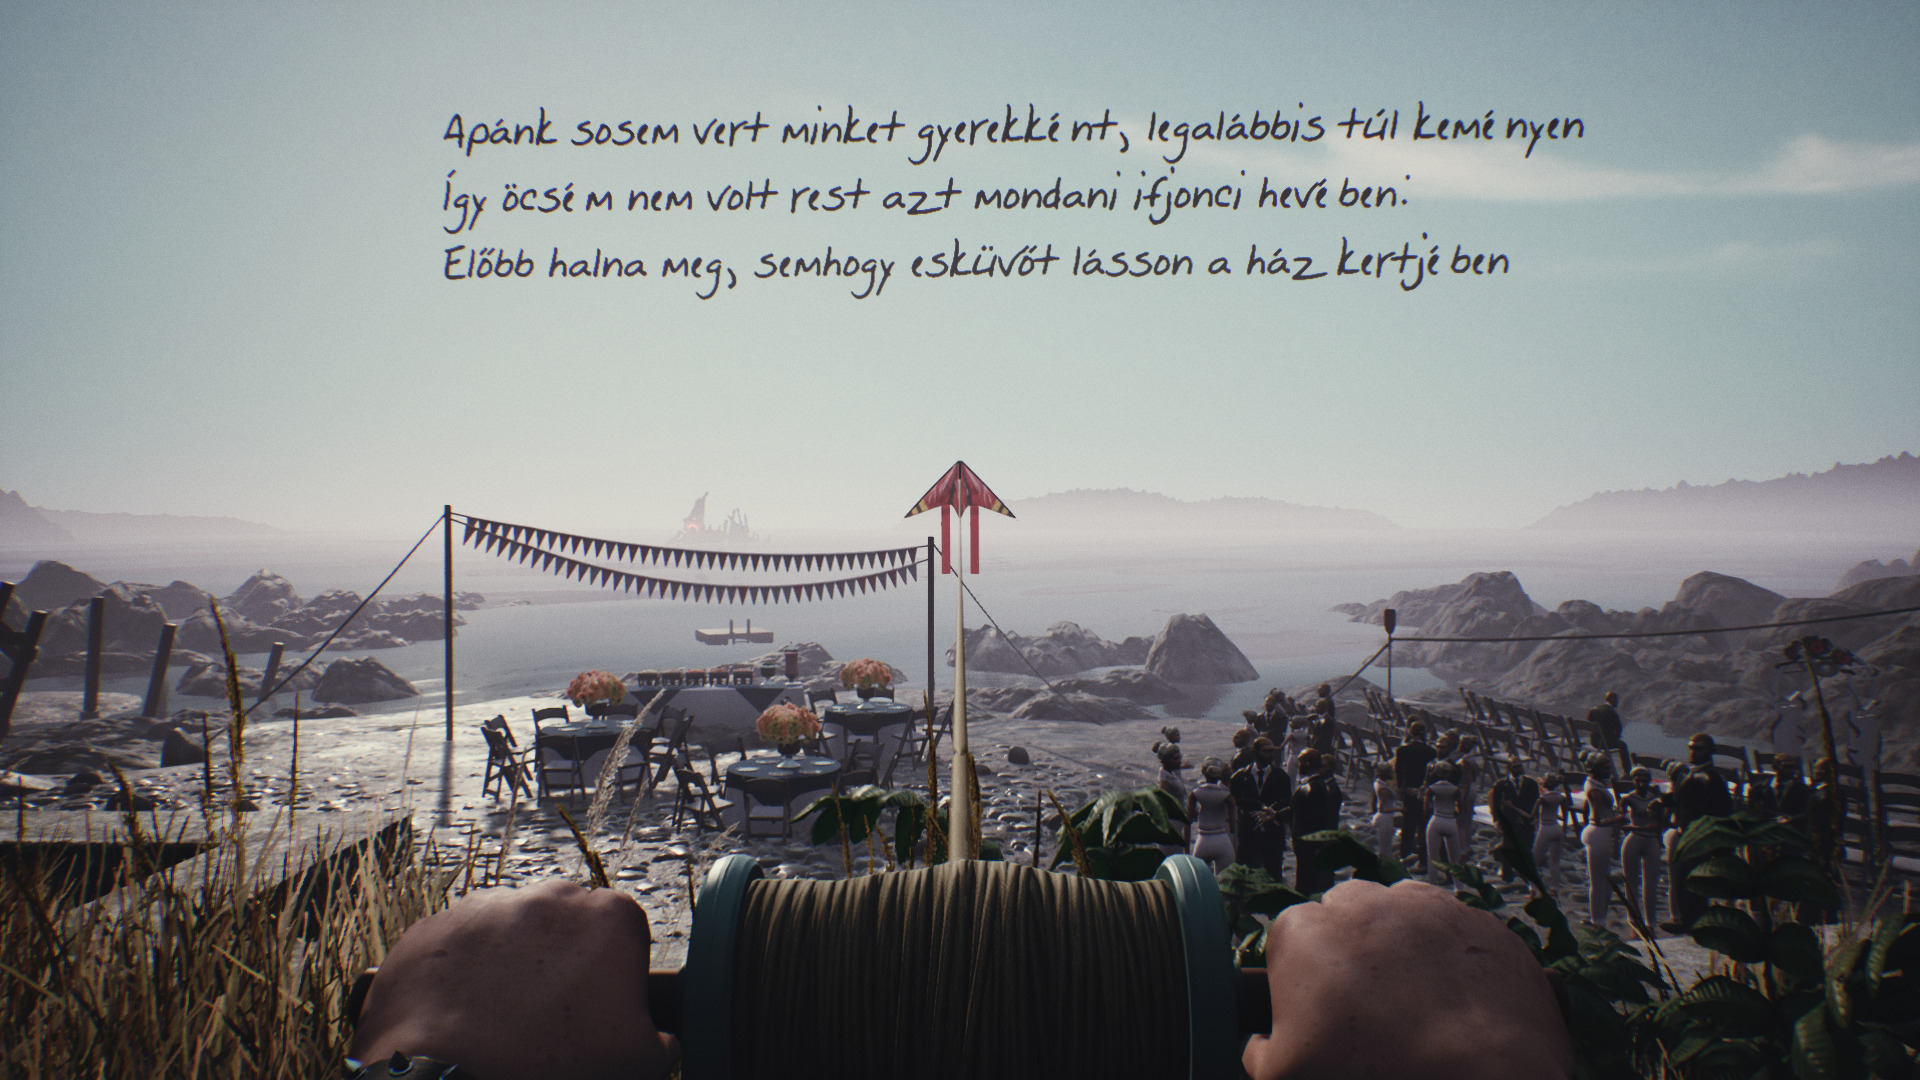 Apánk sosem vert minket gyerekként, legalábbis túl keményen
Így öcsém nem volt rest azt mondani ifjonci hevében:
Előbb halna meg, semhogy esküvőt lásson a ház kertjében